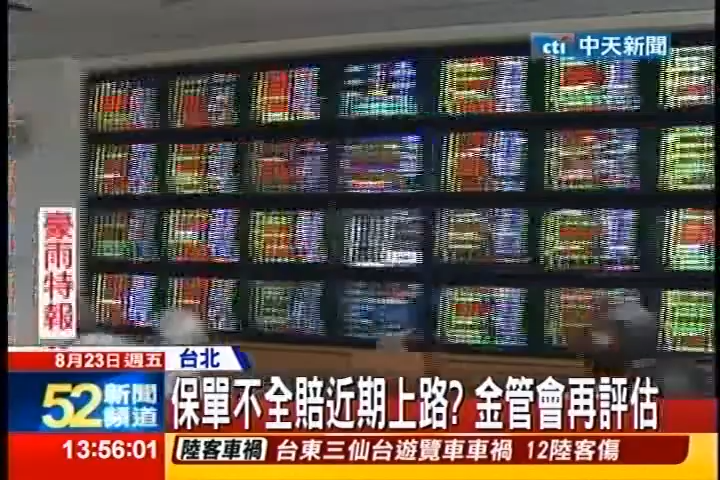 cti 中天新聞
豪雨特報
8月23日週五
台北
52 新聞頻道
保單不全賠近期上路? 金管會再評估
13:56:01
陸客車禍 台東三仙台遊覽車車禍 12陸客傷